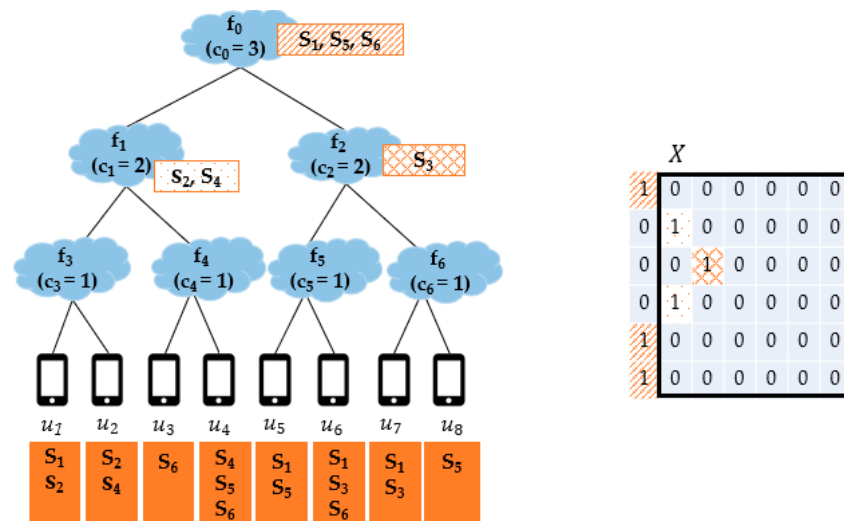 f₀
(c₀ = 3)
S₁, S₅, S₆
f₁
(c₁ = 2)
s₂, S₄
f₂
(c₂ = 2)
S₃
f₃
(c₃ = 1)
f₄
(c₄ = 1)
f₅
(c₅ = 1)
f₆
(c₆ = 1)
u₁ u₂ u₃ u₄ u₅ u₆ u₇ u₈
S₁ S₂ S₆ S₄ S₁ S₁ S₁ S₅
s₂ s₄ S₅ S₅ S₃ S₃
S₆ S₆
X
1 0 0 0 0 0 0
0 1 0 0 0 0 0
0 0 1 0 0 0 0
0 1 0 0 0 0 0
1 0 0 0 0 0 0
1 0 0 0 0 0 0